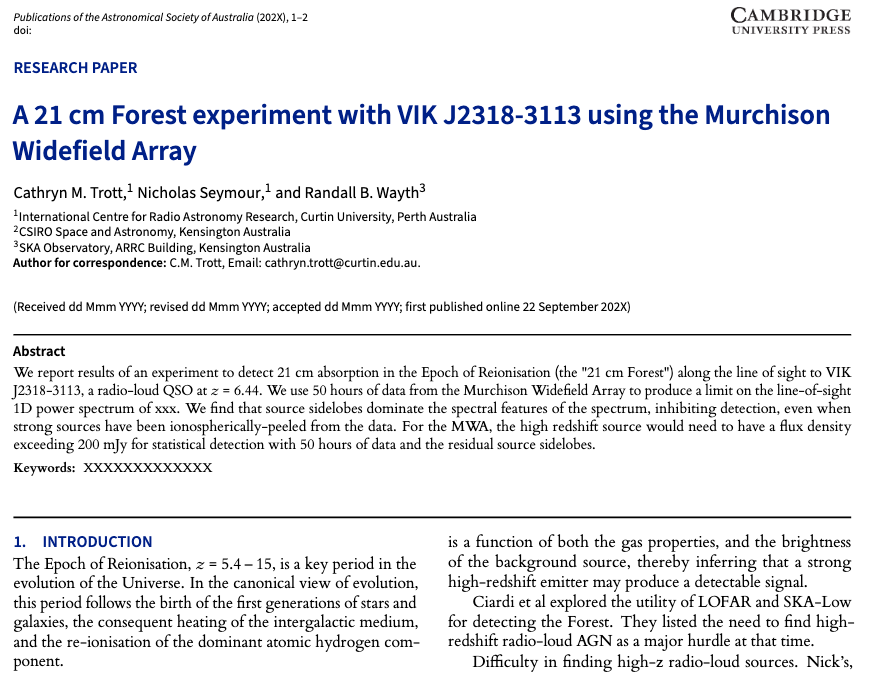 Publications of the Astronomical Society of Australia (202X), 1–2
doi:
CAMBRIDGE
UNIVERSITY PRESS
RESEARCH PAPER
A 21 cm Forest experiment with VIK J2318-3113 using the Murchison
Widefield Array
Cathryn M. Trott,1 Nicholas Seymour,1 and Randall B. Wayth3
1International Centre for Radio Astronomy Research, Curtin University, Perth Australia
2CSIRO Space and Astronomy, Kensington Australia
3SKA Observatory, ARRC Building, Kensington Australia
Author for correspondence: C.M. Trott, Email: cathryn.trott@curtin.edu.au.
(Received dd Mmm YYYY; revised dd Mmm YYYY; accepted dd Mmm YYYY; first published online 22 September 202X)
Abstract
We report results of an experiment to detect 21 cm absorption in the Epoch of Reionisation (the "21 cm Forest") along the line of sight to VIK
J2318-3113, a radio-loud QSO at z = 6.44. We use 50 hours of data from the Murchison Widefield Array to produce a limit on the line-of-sight
1D power spectrum of xxx. We find that source sidelobes dominate the spectral features of the spectrum, inhibiting detection, even when
strong sources have been ionospherically-peeled from the data. For the MWA, the high redshift source would need to have a flux density
exceeding 200 mJy for statistical detection with 50 hours of data and the residual source sidelobes.
Keywords: XXXXXXXXXXXXX
1. INTRODUCTION
The Epoch of Reionisation, z = 5.4 – 15, is a key period in the
evolution of the Universe. In the canonical view of evolution,
this period follows the birth of the first generations of stars and
galaxies, the consequent heating of the intergalactic medium,
and the re-ionisation of the dominant atomic hydrogen com-
ponent.
is a function of both the gas properties, and the brightness
of the background source, thereby inferring that a strong
high-redshift emitter may produce a detectable signal.
Ciardi et al explored the utility of LOFAR and SKA-Low
for detecting the Forest. They listed the need to find high-
redshift radio-loud AGN as a major hurdle at that time.
Difficulty in finding high-z radio-loud sources. Nick's,